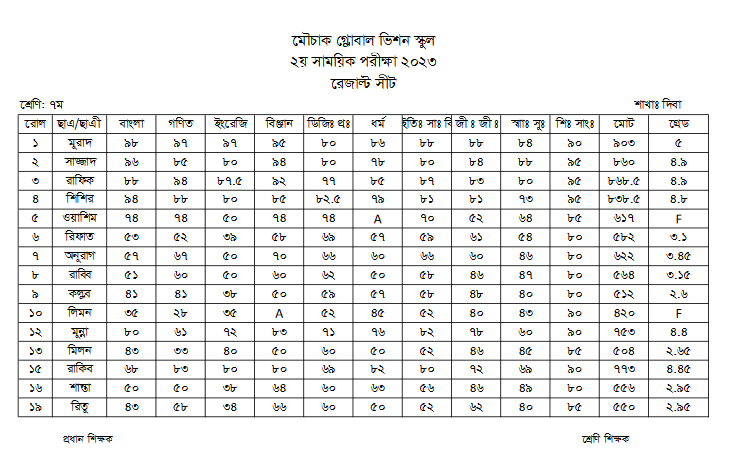 মৌচাক গ্লোবাল ভিশন স্কুল
২য় সাময়িক পরীক্ষা ২০২৩
রেজাল্ট সীট
শ্রেণি: ৭ম শাখাঃ দিবা
রোল ছাএ/ছাএী বাংলা গণিত ইংরেজি বিঞ্জান ডিজিঃ প্রঃ ধর্ম ইতিঃ সাঃ বি জীঃ জীঃ স্বাঃ সুঃ শিঃ সাংঃ মোট গ্রেড
১ মুরাদ ৯৮ ৯৭ ৯৭ ৯৫ ৮০ ৮৬ ৮৮ ৮৮ ৮৪ ৯০ ৯০৩ ৫
২ সাজ্জাদ ৯৬ ৮৫ ৮০ ৯৪ ৮০ ৭৮ ৮০ ৮৪ ৮৮ ৯৫ ৮৬০ ৪.৯
৩ রাফিক ৮৮ ৯৪ ৮৭.৫ ৯২ ৭৭ ৮৫ ৮৭ ৮৩ ৮০ ৯৫ ৮৬৮.৫ ৪.৯
৪ শিশির ৯৪ ৮৮ ৮০ ৮৫ ৮২.৫ ৭৯ ৮১ ৮১ ৭৩ ৯৫ ৮৩৮.৫ ৪.৮
৫ ওয়াশিম ৭৪ ৭৪ ৫০ ৭৪ ৭৪ A ৭০ ৫২ ৬৪ ৮৫ ৬১৭ F
৬ রিফাত ৫৩ ৫২ ৩৯ ৫৮ ৬৯ ৫৭ ৫৯ ৬১ ৫৪ ৮০ ৫৮২ ৩.১
৭ অনুরাগ ৫৭ ৬৭ ৫০ ৭০ ৬৬ ৬০ ৬৬ ৬০ ৪৬ ৮০ ৬২২ ৩.৪৫
৮ রাব্বি ৫১ ৬০ ৫০ ৬০ ৬২ ৫০ ৫৮ ৪৬ ৪৭ ৮০ ৫৬৪ ৩.১৫
৯ কল্লব ৪১ ৪১ ৩৮ ৫০ ৫৯ ৫৭ ৫৮ ৪৮ ৪০ ৮০ ৫১২ ২.৬
১০ লিমন ৩৫ ২৮ ৩৫ A ৫২ ৪৫ ৫২ ৪০ ৪৩ ৯০ ৪২০ F
১২ মুন্না ৮০ ৬১ ৭২ ৮৩ ৭১ ৭৬ ৮২ ৭৮ ৬০ ৯০ ৭৫৩ ৪.৪
১৩ মিলন ৪৩ ৩৩ ৪০ ৫০ ৬০ ৫০ ৫২ ৪৬ ৪৫ ৮৫ ৫০৪ ২.৬৫
১৫ রাকিব ৬৮ ৮৩ ৮০ ৮০ ৬৯ ৮২ ৮০ ৭২ ৬৯ ৯০ ৭৭৩ ৪.৪৫
১৬ শান্তা ৫০ ৫০ ৩৮ ৬৪ ৬০ ৬৩ ৫৬ ৪৬ ৪৯ ৮০ ৫৫৬ ২.৯৫
১৯ রিতু ৪৩ ৫৮ ৩৪ ৬৬ ৬০ ৫০ ৫২ ৬২ ৪০ ৮৫ ৫৫০ ২.৯৫
প্রধান শিক্ষক শ্রেণি শিক্ষক